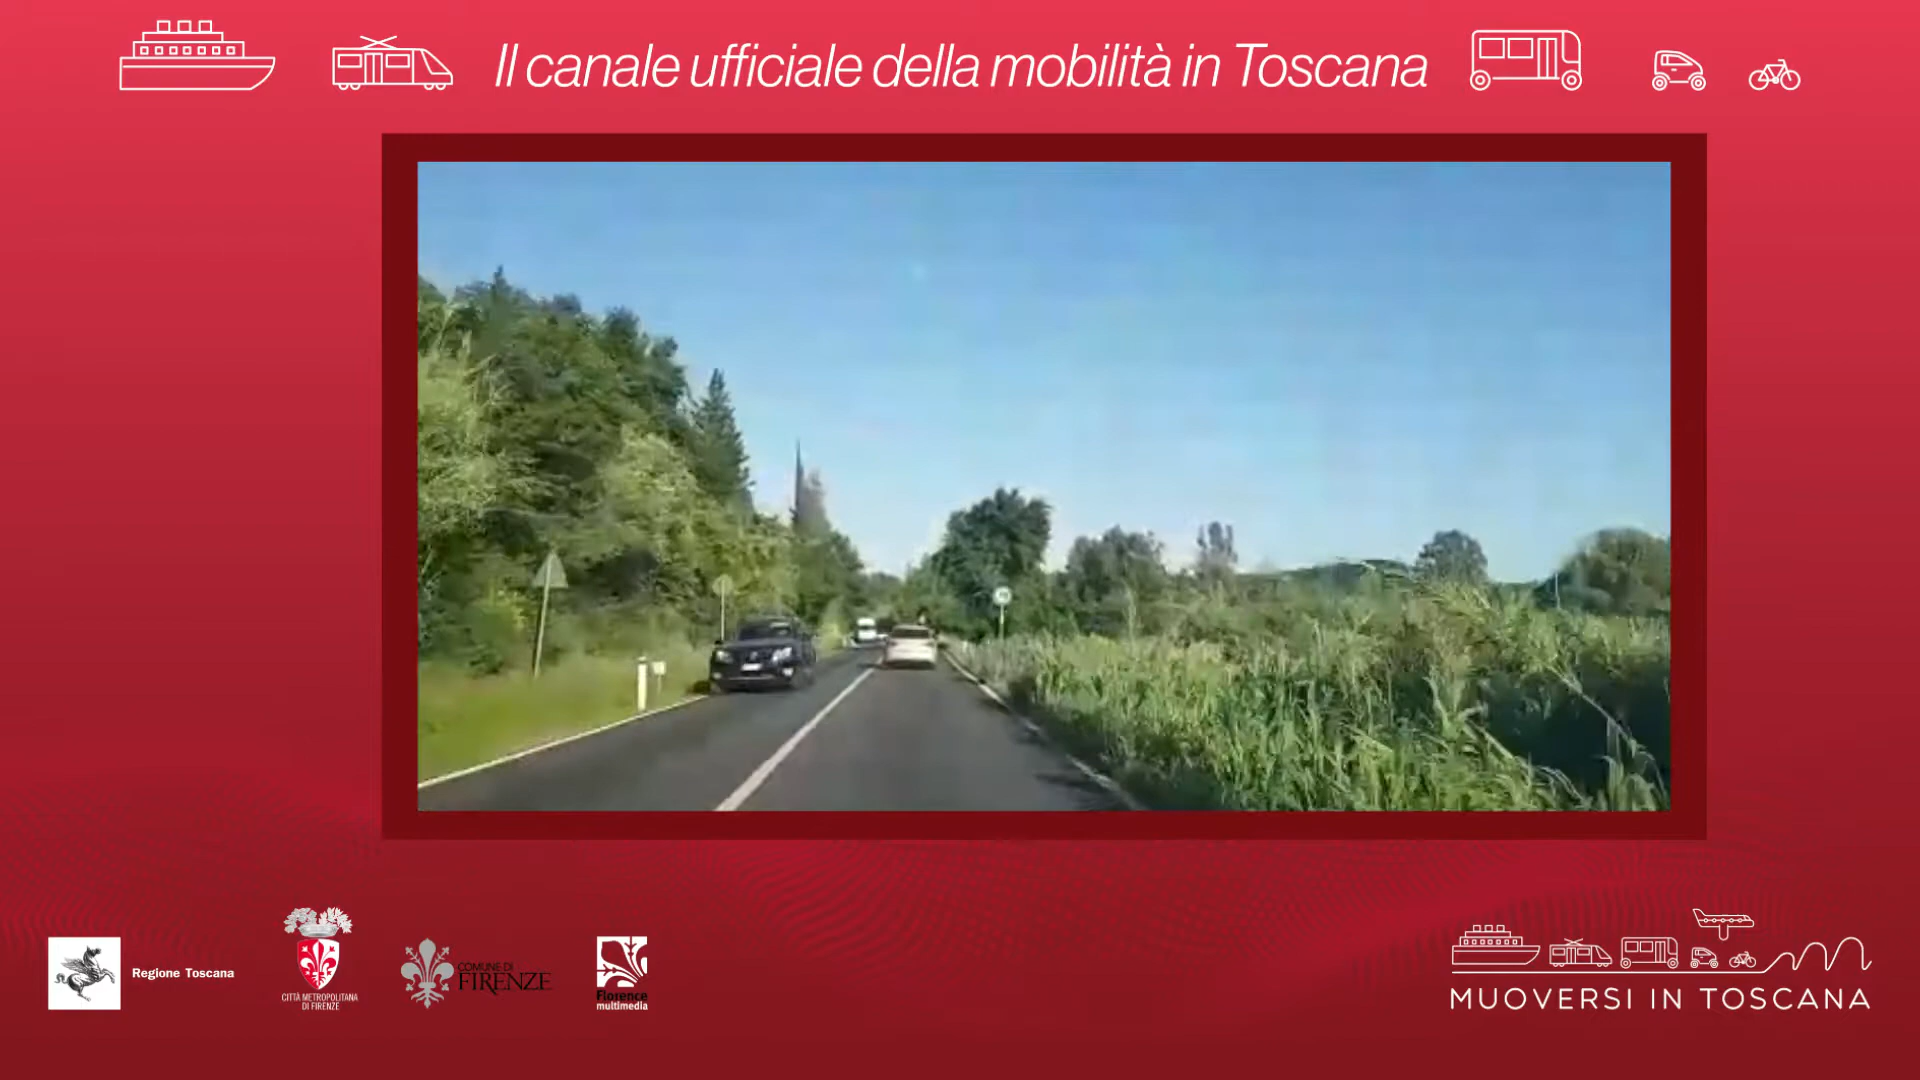 Il canale ufficiale della mobilità in Toscana
Regione Toscana
CITTÀ METROPOLITANA
DI FIRENZE
COMUNE DI
FIRENZE
Florence
multimedia
MUOVERSI IN TOSCANA